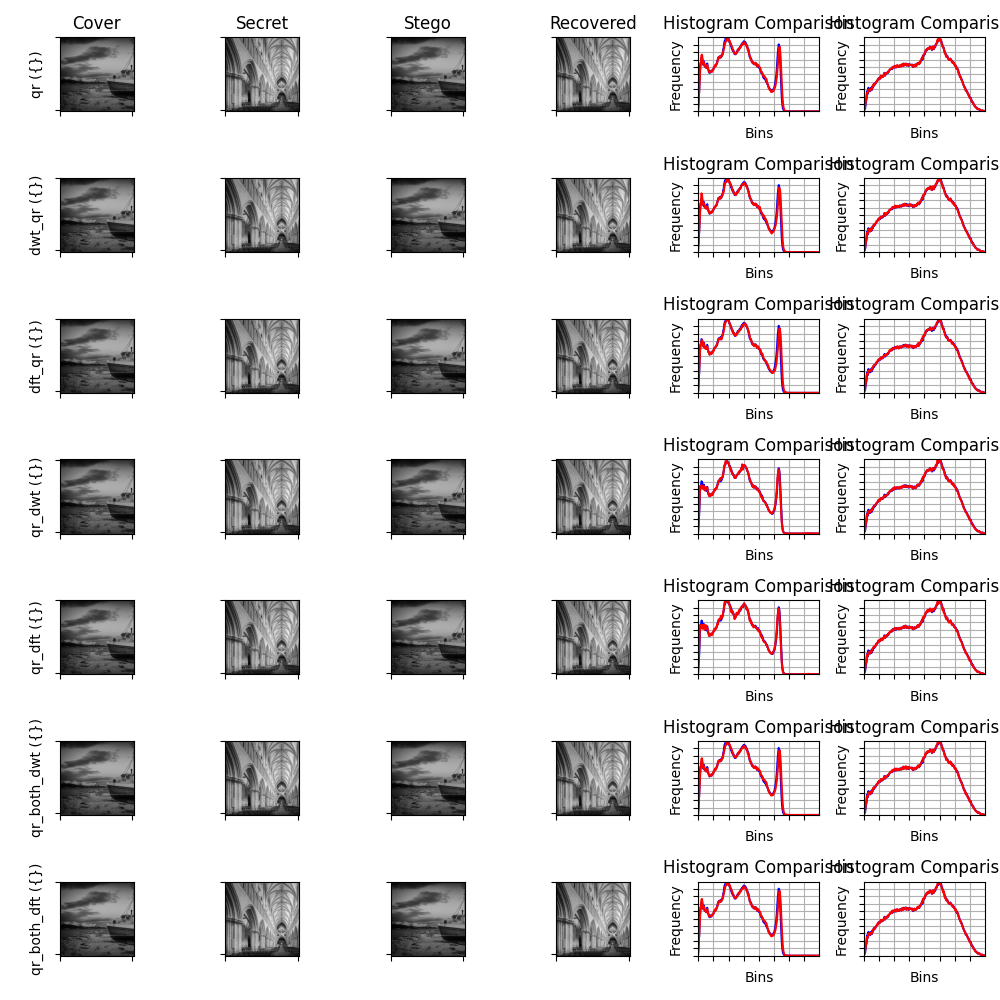 Cover Secret Stego Recovered Histogram Comparison Histogram Comparis
qr ({}) Frequency Frequency
Bins Bins
Histogram Comparison Histogram Comparis
dwt_qr ({}) Frequency Frequency
Bins Bins
Histogram Comparison Histogram Comparis
dft_qr ({}) Frequency Frequency
Bins Bins
Histogram Comparison Histogram Comparis
qr_dwt ({}) Frequency Frequency
Bins Bins
Histogram Comparison Histogram Comparis
qr_dft ({}) Frequency Frequency
Bins Bins
Histogram Comparison Histogram Comparis
qr_both_dwt ({}) Frequency Frequency
Bins Bins
Histogram Comparison Histogram Comparis
qr_both_dft ({}) Frequency Frequency
Bins Bins